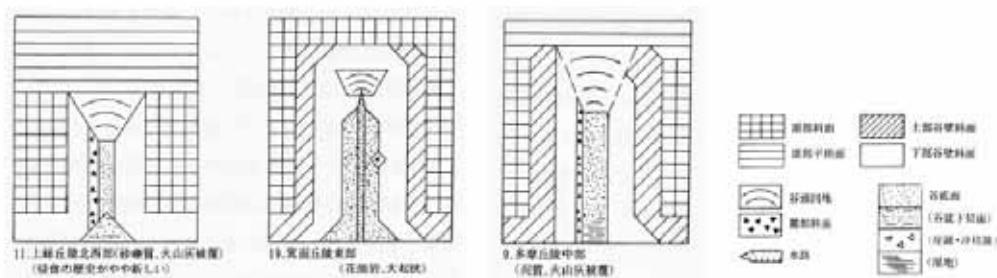 11.上総丘陵北西部(砂礫質、火山灰被覆)
(侵食の歴史がやや新しい)
19.箕面丘陵東部
(花崗岩、大起伏)
9.多摩丘陵中部
(泥質、火山灰被覆)
頂部斜面
頂部平坦面
上部谷壁斜面
下部谷壁斜面
谷頭凹地
麓部斜面
水路
谷底面
(谷底下刻面)
(湿地)